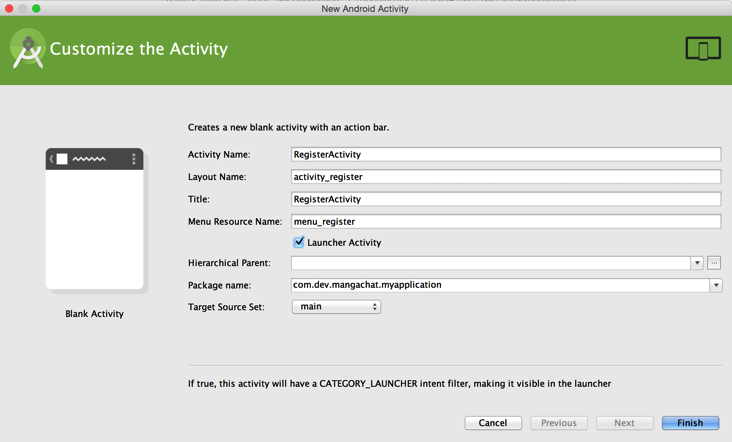 New Android Activity
Customize the Activity
Creates a new blank activity with an action bar.
Activity Name: RegisterActivity
Layout Name: activity_register
Title: RegisterActivity
Menu Resource Name: menu_register
Launcher Activity
Hierarchical Parent: ...
Package name: com.dev.mangachat.myapplication
Target Source Set: main
Blank Activity
If true, this activity will have a CATEGORY_LAUNCHER intent filter, making it visible in the launcher
Cancel Previous Next Finish